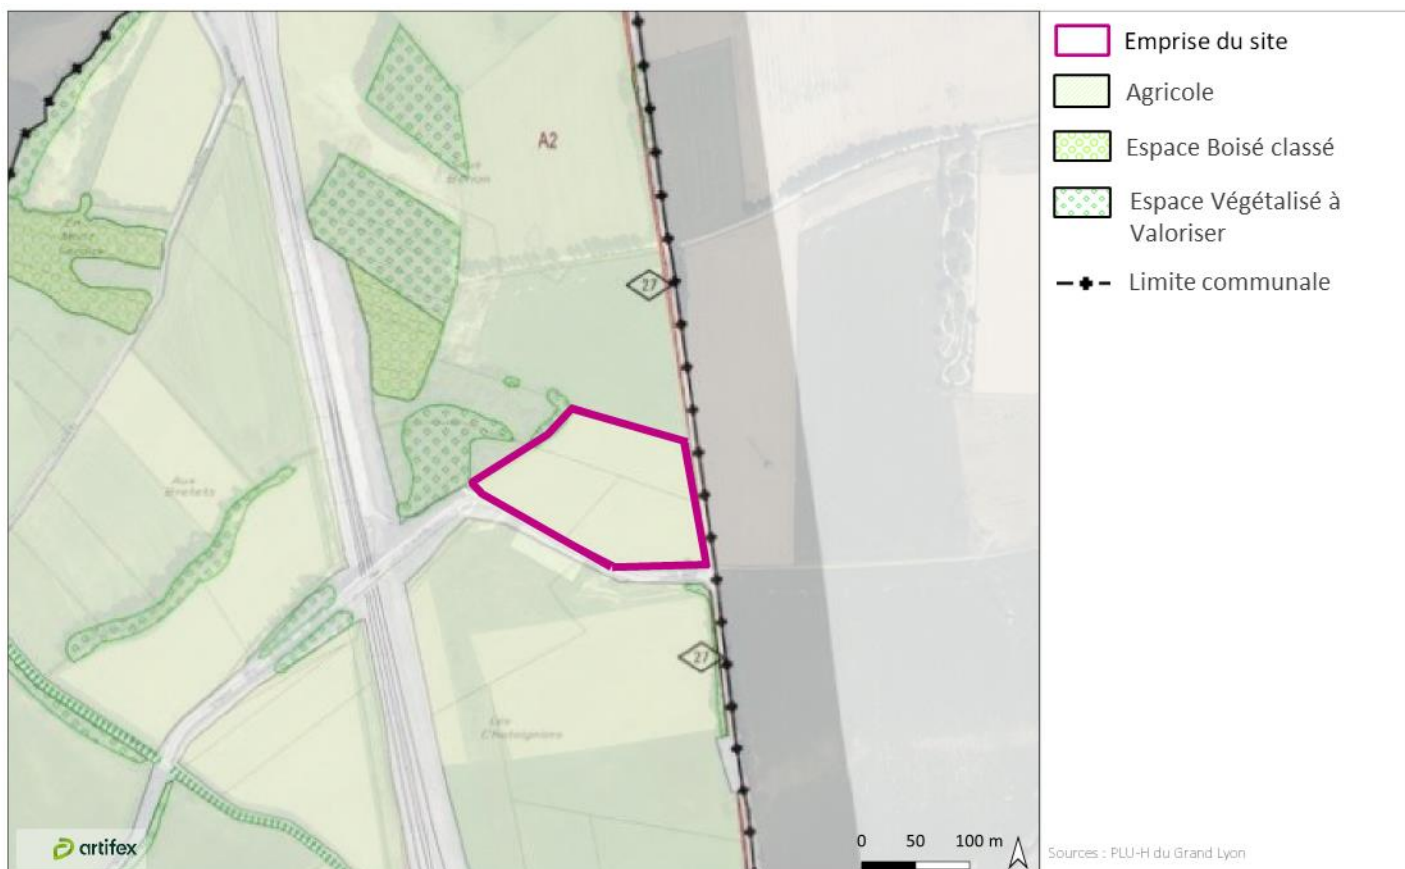 Emprise du site
Agricole
Espace Boisé classé
Espace Végétalisé à
Valoriser
Limite communale
A2
27
Aux
Bretets
27
Les
Chataigniers
artifex
0 50 100 m
Sources : PLU-H du Grand Lyon